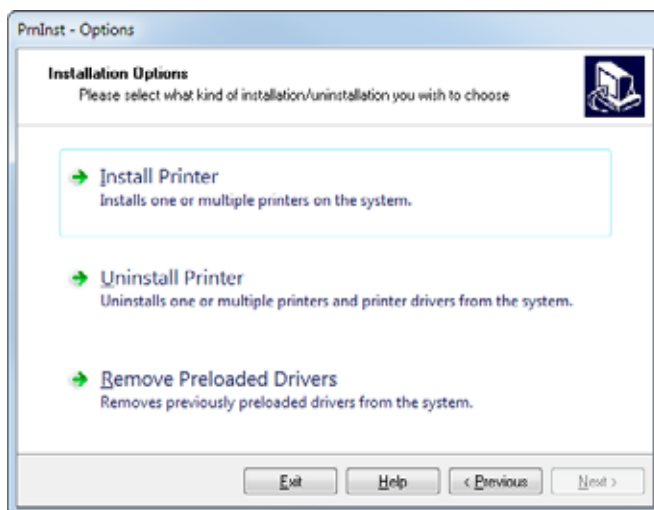 PrnInst - Options
Installation Options
Please select what kind of installation/uninstallation you wish to choose
Install Printer
Installs one or multiple printers on the system.
Uninstall Printer
Uninstalls one or multiple printers and printer drivers from the system.
Remove Preloaded Drivers
Removes previously preloaded drivers from the system.
Exit Help < Previous Next >